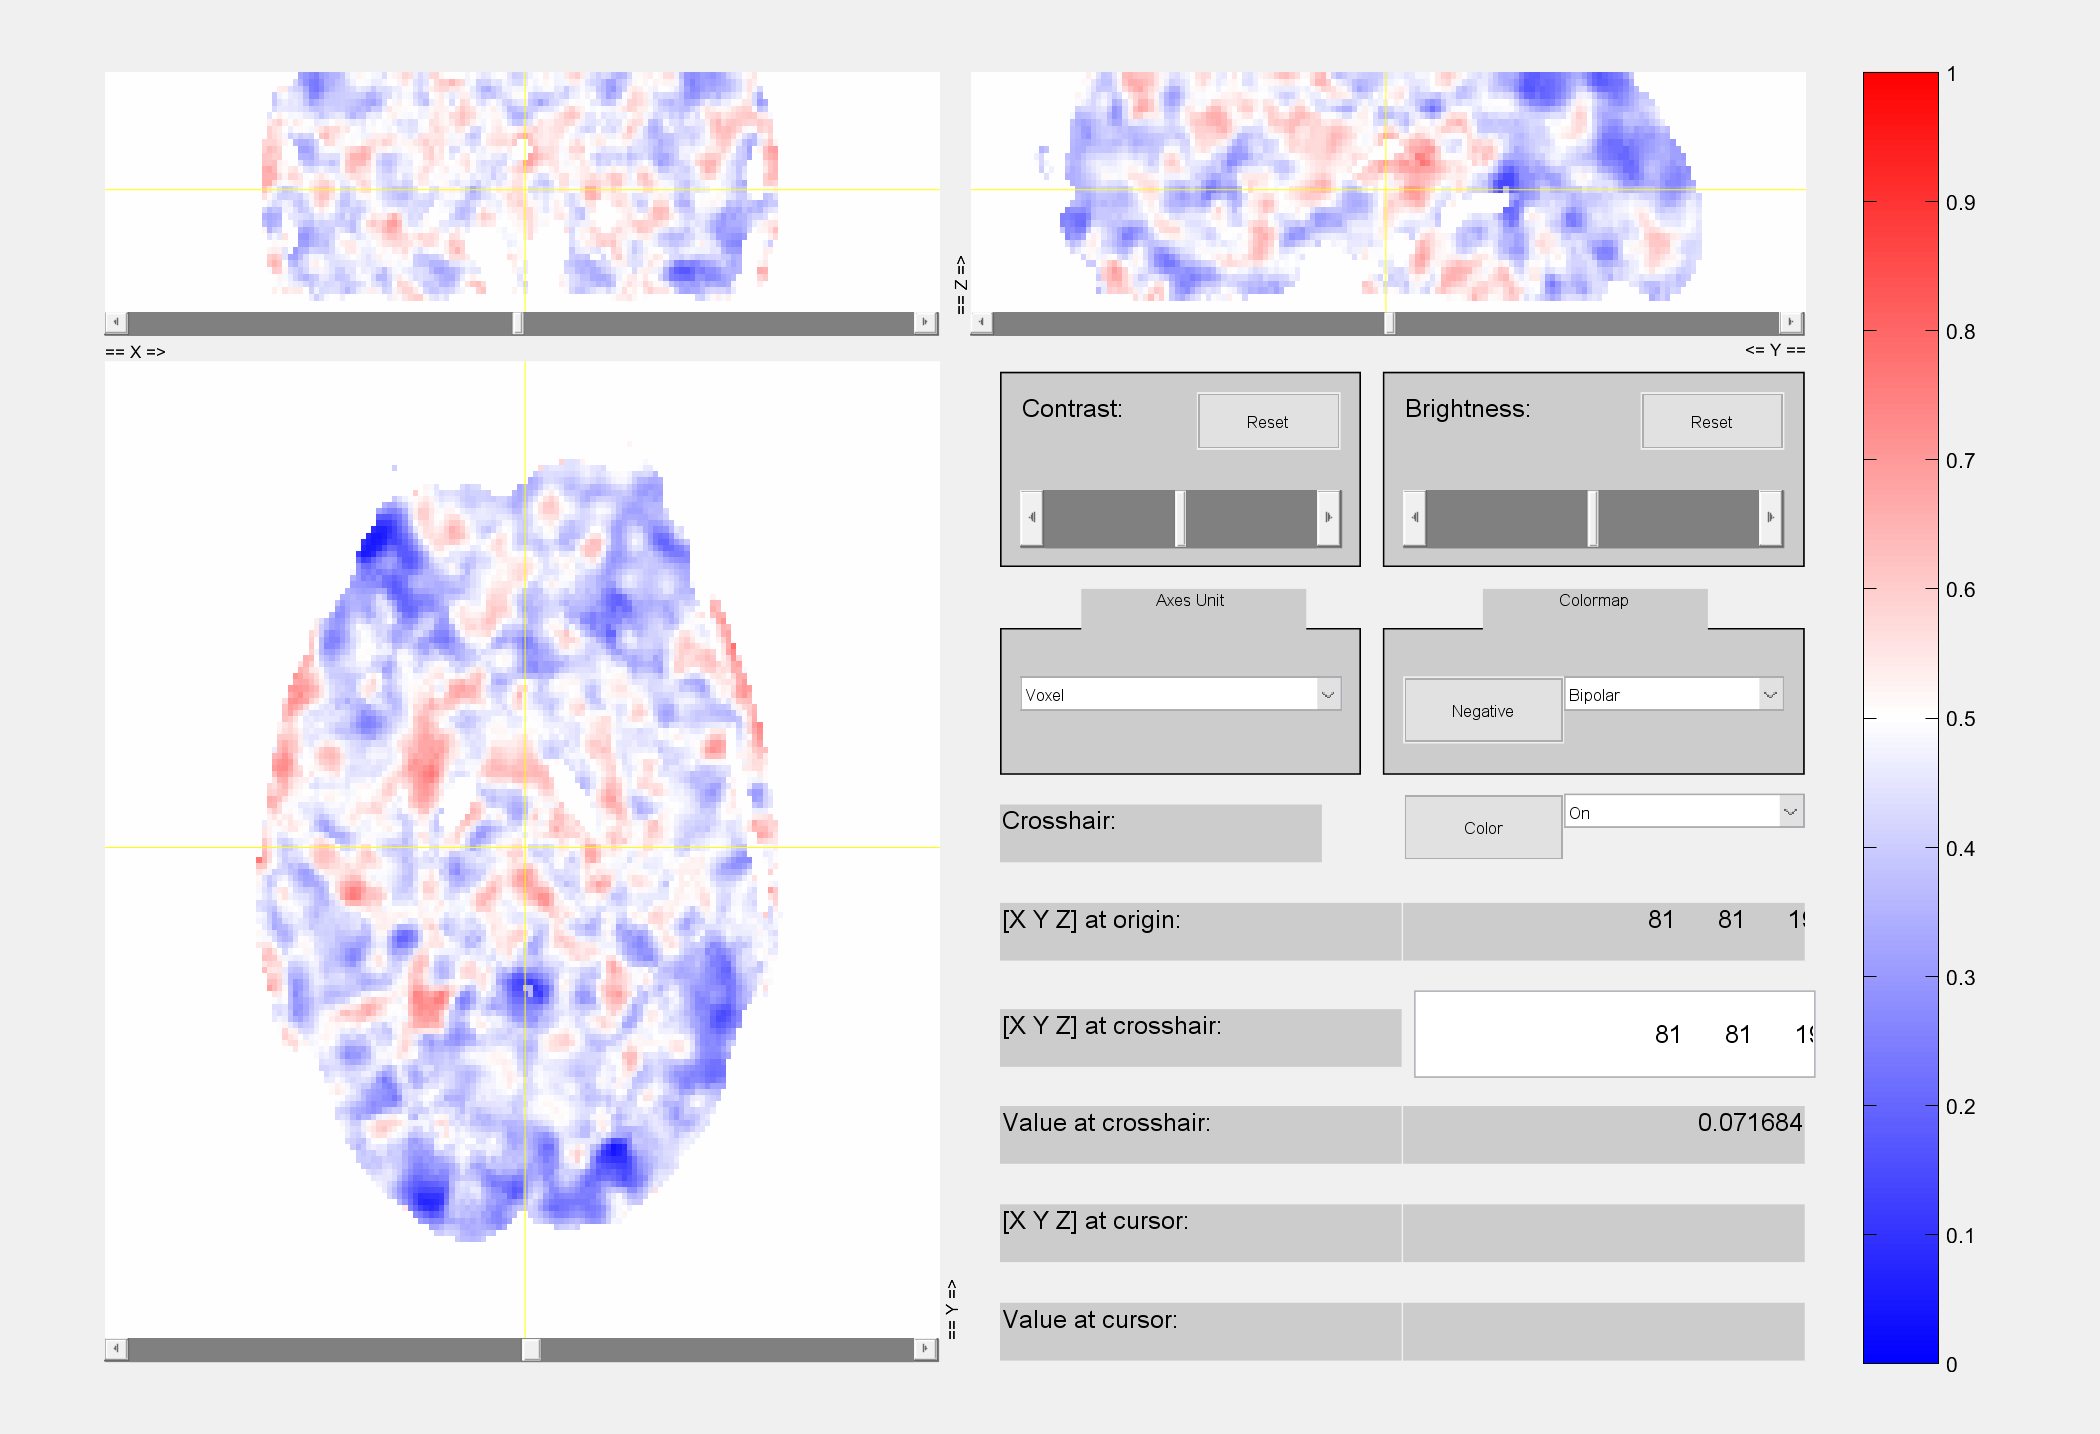 == X =>
== Z =>
<= Y ==
== Y =>
Contrast:
Reset
Brightness:
Reset
Axes Unit
Voxel
Colormap
Negative
Bipolar
Crosshair:
Color
On
[X Y Z] at origin: 81 81
[X Y Z] at crosshair: 81 81
Value at crosshair: 0.071684
[X Y Z] at cursor:
Value at cursor:
1
0.9
0.8
0.7
0.6
0.5
0.4
0.3
0.2
0.1
0